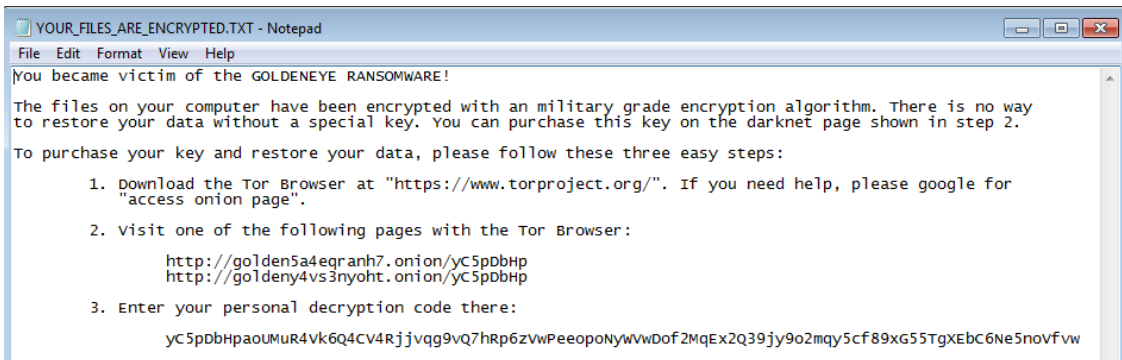 YOUR_FILES_ARE_ENCRYPTED.TXT - Notepad
File Edit Format View Help
You became victim of the GOLDENEYE RANSOMWARE!
The files on your computer have been encrypted with an military grade encryption algorithm. There is no way
to restore your data without a special key. You can purchase this key on the darknet page shown in step 2.
To purchase your key and restore your data, please follow these three easy steps:
1. Download the Tor Browser at "https://www.torproject.org/". If you need help, please google for
"access onion page".
2. Visit one of the following pages with the Tor Browser:
http://golden5a4eqranh7.onion/yC5pDbHp
http://goldeny4vs3nyoht.onion/yC5pDbHp
3. Enter your personal decryption code there:
yC5pDbHpaoUMuR4Vk6Q4CV4Rjjvqg9vQ7hRp6zVwPeeopoNyWVwDof2MqEx2Q39jy9o2mqy5cf89xG55TgXEbC6Ne5noVfvw